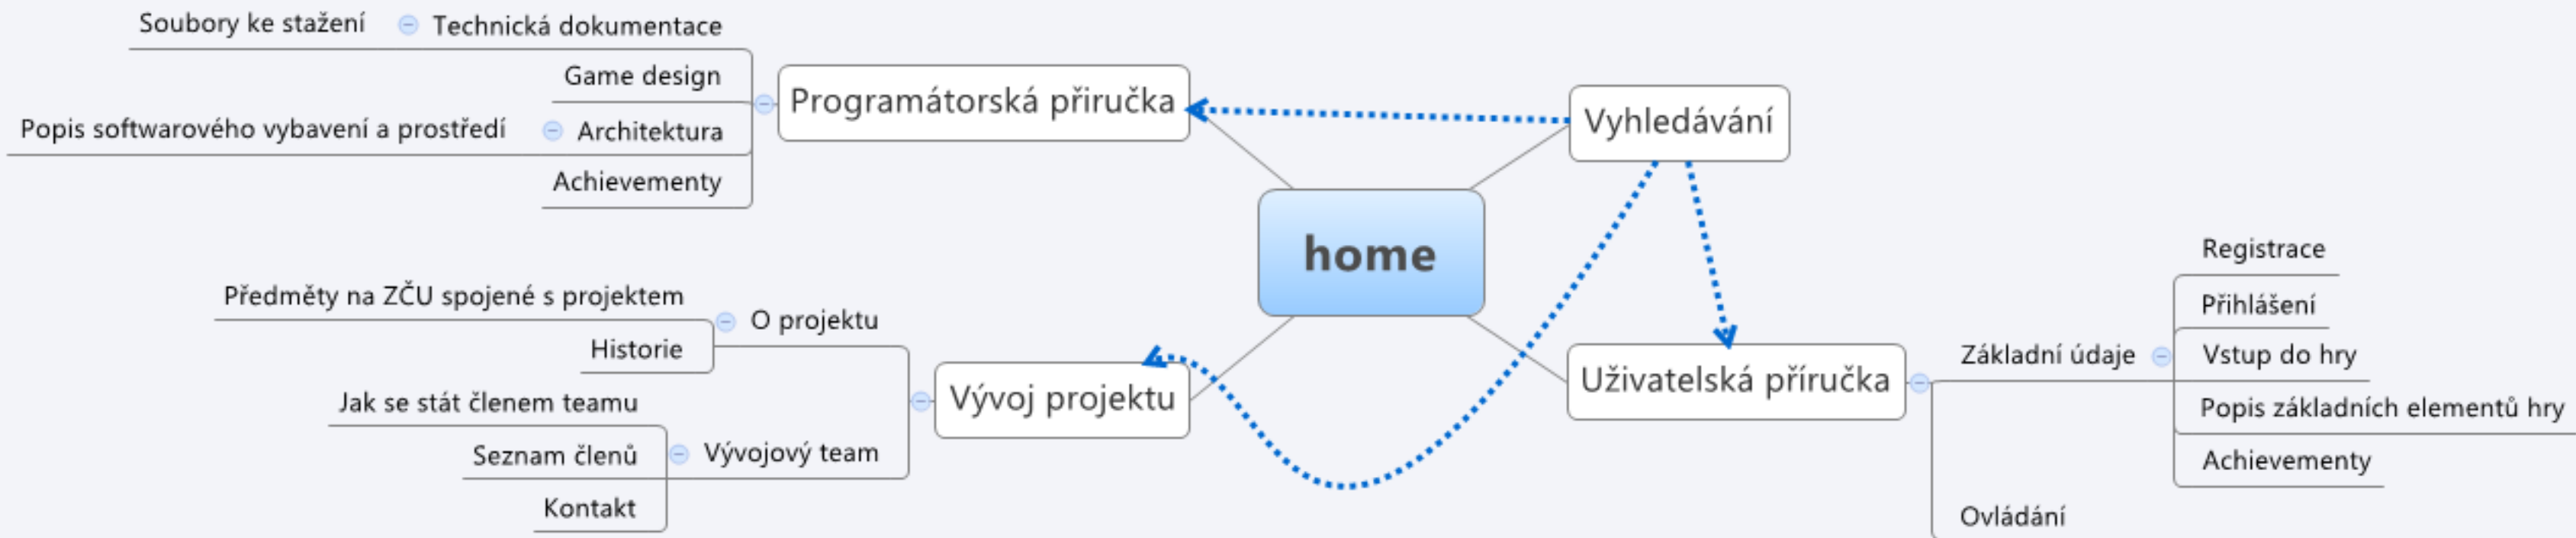 Soubory ke stažení
Technická dokumentace
Game design
Popis softwarového vybavení a prostředí
Architektura
Achievementy
Programátorská přiručka
Vyhledávání
home
Předměty na ZČU spojené s projektem
Historie
O projektu
Jak se stát členem teamu
Seznam členů
Kontakt
Vývojový team
Vývoj projektu
Uživatelská příručka
Základní údaje
Registrace
Přihlášení
Vstup do hry
Popis základních elementů hry
Achievementy
Ovládání